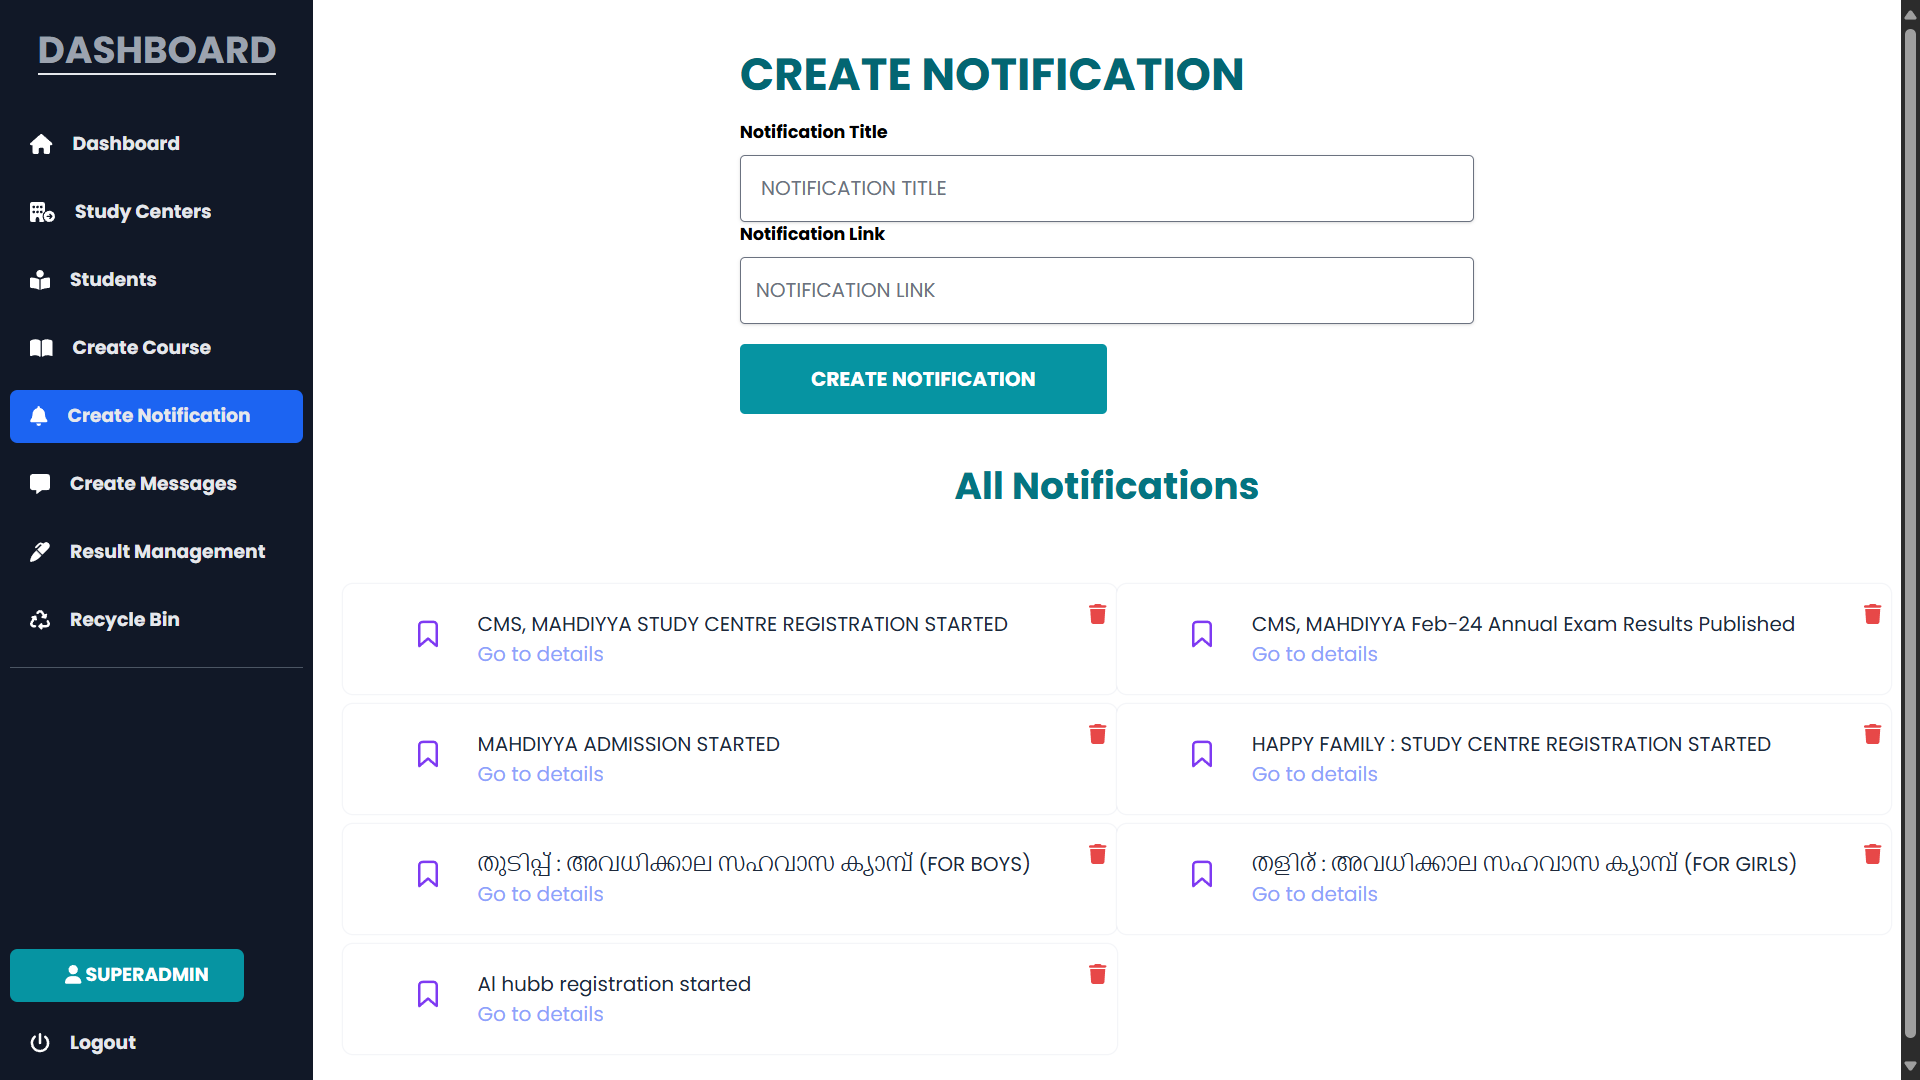 DASHBOARD
Dashboard
Study Centers
Students
Create Course
Create Notification
Create Messages
Result Management
Recycle Bin
SUPERADMIN
Logout
CREATE NOTIFICATION
Notification Title
NOTIFICATION TITLE
Notification Link
NOTIFICATION LINK
CREATE NOTIFICATION
All Notifications
CMS, MAHDIYYA STUDY CENTRE REGISTRATION STARTED
Go to details
CMS, MAHDIYYA Feb-24 Annual Exam Results Published
Go to details
MAHDIYYA ADMISSION STARTED
Go to details
HAPPY FAMILY : STUDY CENTRE REGISTRATION STARTED
Go to details
തുടിപ്പ് : അവധിക്കാല സഹവാസ ക്യാമ്പ് (FOR BOYS)
Go to details
തളിര് : അവധിക്കാല സഹവാസ ക്യാമ്പ് (FOR GIRLS)
Go to details
Al hubb registration started
Go to details